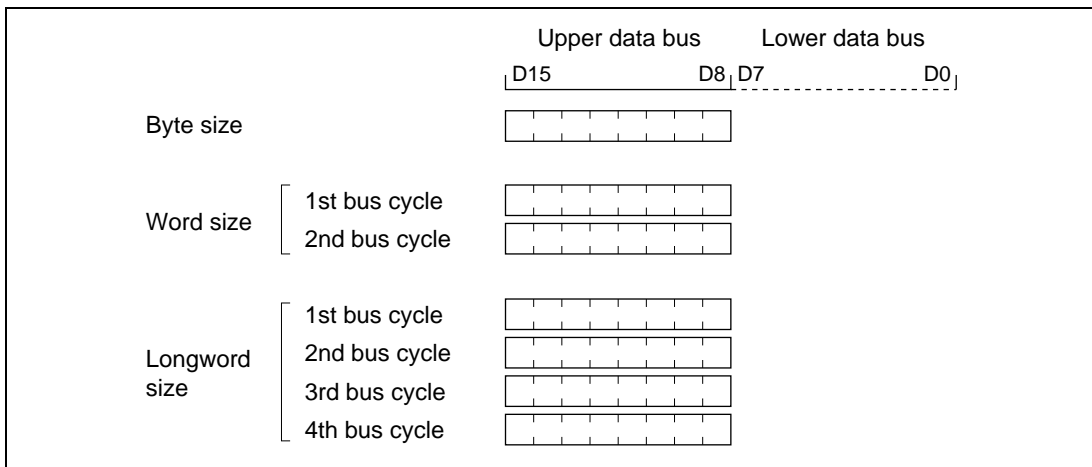 Upper data bus Lower data bus
D15 D8 D7 D0
Byte size
Word size
1st bus cycle
2nd bus cycle
Longword
size
1st bus cycle
2nd bus cycle
3rd bus cycle
4th bus cycle